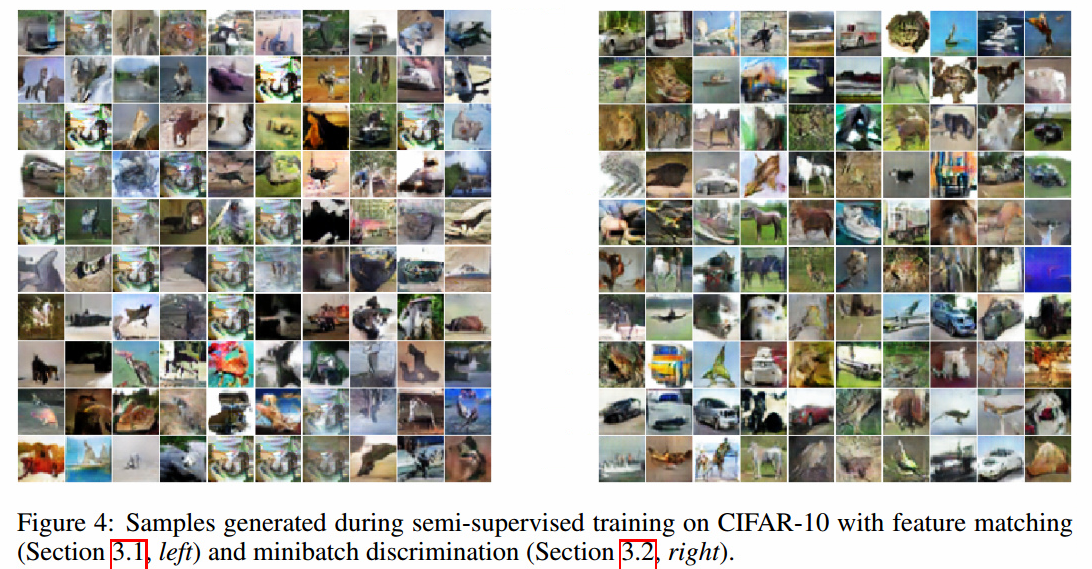 Figure 4: Samples generated during semi-supervised training on CIFAR-10 with feature matching
(Section 3.1, left) and minibatch discrimination (Section 3.2, right).